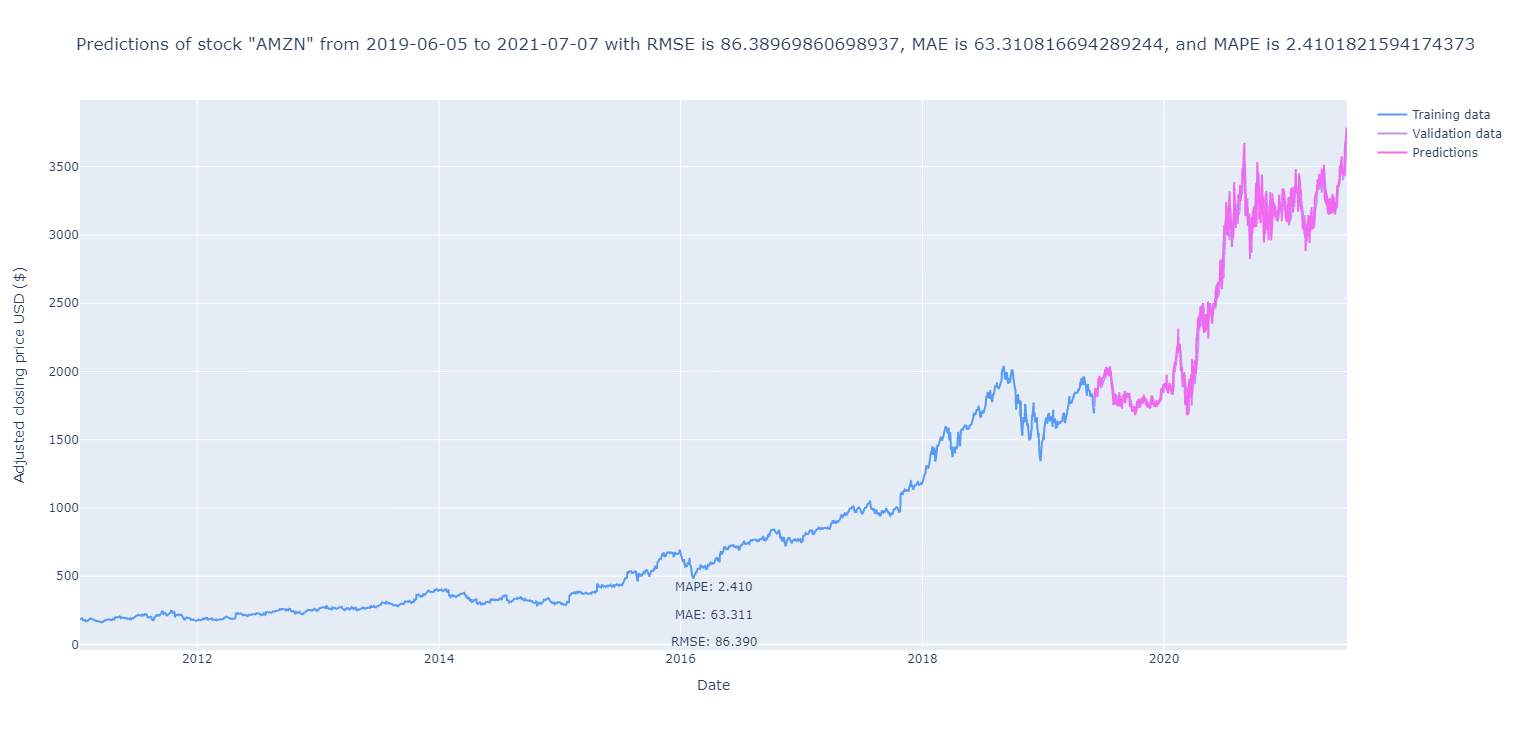 Predictions of stock "AMZN" from 2019-06-05 to 2021-07-07 with RMSE is 86.38969860698937, MAE is 63.310816694289244, and MAPE is 2.4101821594174373
Training data
Validation data
Predictions
Adjusted closing price USD ($)
3500
3000
2500
2000
1500
1000
500
0
MAPE: 2.410
MAE: 63.311
RMSE: 86.390
2012
2014
2016
2018
2020
Date